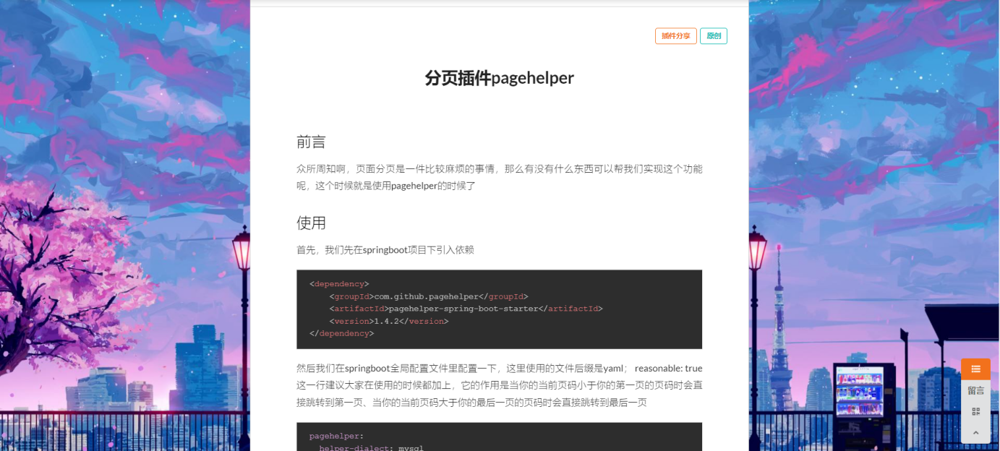 插件分享 原创
分页插件pagehelper
前言
众所周知啊，页面分页是一件比较麻烦的事情，那么有没有什么东西可以帮我们实现这个功能
呢，这个时候就是使用pagehelper的时候了
使用
首先，我们先在springboot项目下引入依赖
<dependency>
    <groupId>com.github.pagehelper</groupId>
    <artifactId>pagehelper-spring-boot-starter</artifactId>
    <version>1.4.2</version>
</dependency>
然后我们在springboot全局配置文件里配置一下，这里使用的文件后缀是yaml； reasonable: true
这一行建议大家在使用的时候都加上，它的作用是当你的当前页码小于你的第一页的页码时会直
接跳转到第一页、当你的当前页码大于你的最后一页的页码时会直接跳转到最后一页
pagehelper:
  helper-dialect: mysql
留言